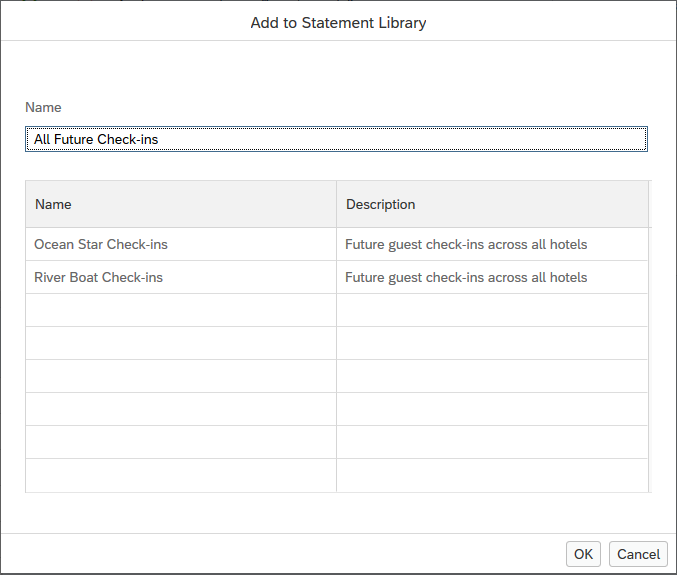 Add to Statement Library
Name
All Future Check-ins
Name Description
Ocean Star Check-ins Future guest check-ins across all hotels
River Boat Check-ins Future guest check-ins across all hotels
OK Cancel